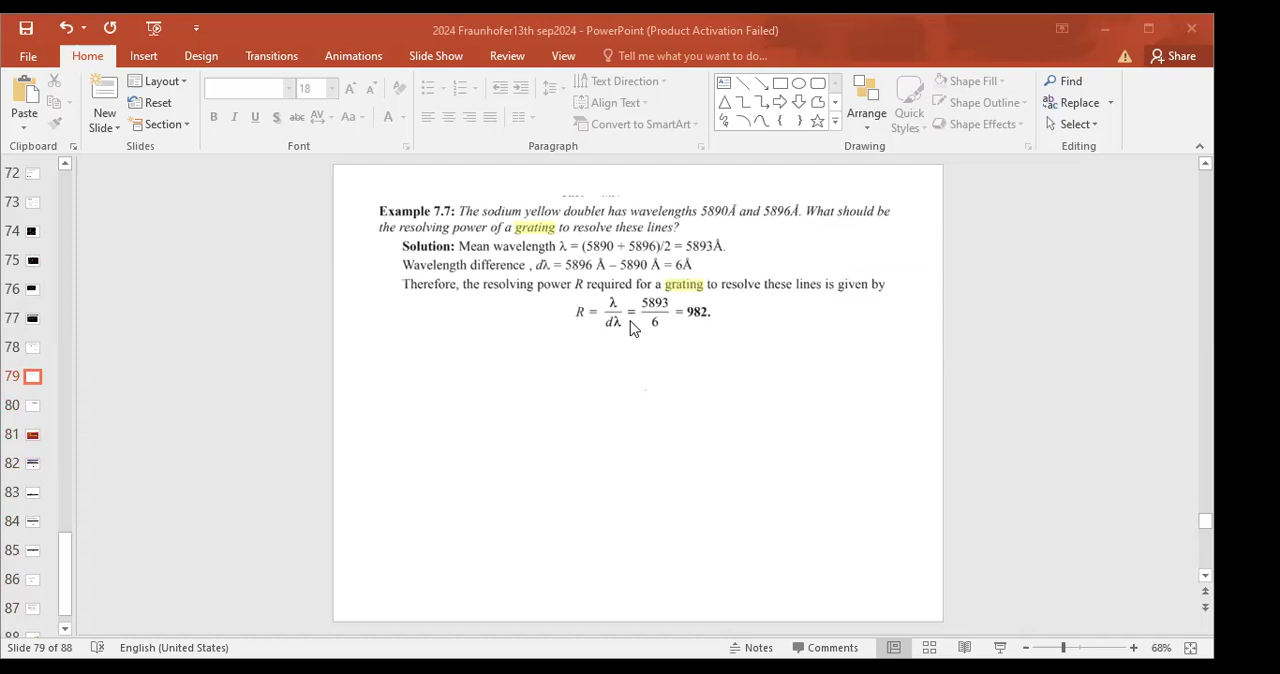 2024 Fraunhofer13th sep2024 - PowerPoint (Product Activation Failed)
File Home Insert Design Transitions Animations Slide Show Review View Tell me what you want to do... Share
Paste
New Slide
Layout
Reset
Section
18
B I U S abc AV Aa A
Text Direction
Align Text
Convert to SmartArt
Arrange
Quick Styles
Shape Fill
Shape Outline
Shape Effects
Find
Replace
Select
Clipboard Slides Font Paragraph Drawing Editing
72
73
74
75
76
77
78
79
80
81
82
83
84
85
86
87
88
Example 7.7: The sodium yellow doublet has wavelengths 5890Å and 5896Å. What should be
the resolving power of a grating to resolve these lines?
Solution: Mean wavelength λ = (5890 + 5896)/2 = 5893Å.
Wavelength difference , dλ = 5896 Å – 5890 Å = 6Å
Therefore, the resolving power R required for a grating to resolve these lines is given by
R = λ/dλ = 5893/6 = 982.
Slide 79 of 88 English (United States) Notes Comments 68%